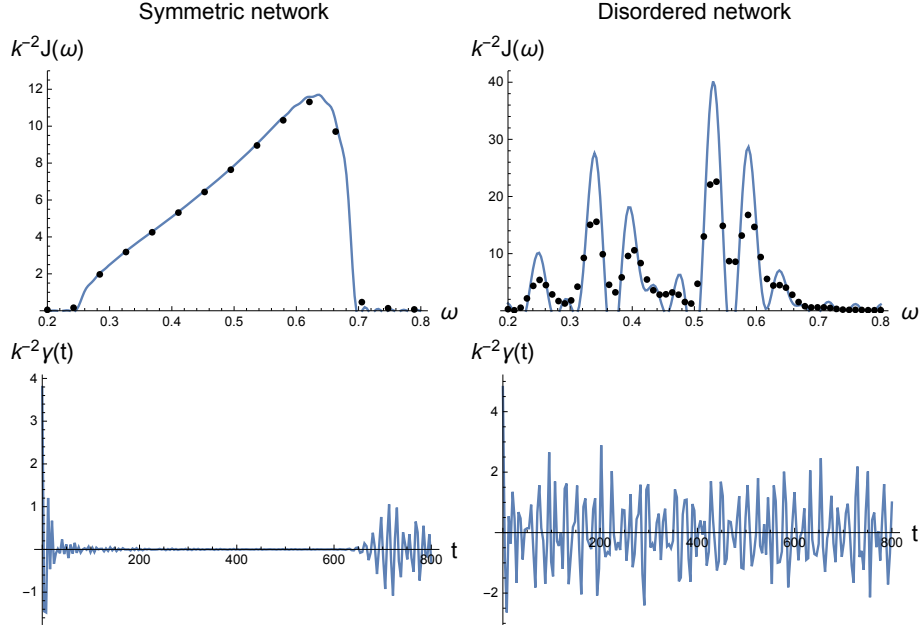 Symmetric network
Disordered network
k⁻²J(ω)
12
10
8
6
4
2
0.2 0.3 0.4 0.5 0.6 0.7 0.8 ω
k⁻²J(ω)
40
30
20
10
0.2 0.3 0.4 0.5 0.6 0.7 0.8 ω
k⁻²γ(t)
4
3
2
1
−1
200 400 600 800 t
k⁻²γ(t)
4
2
−2
200 400 600 800 t